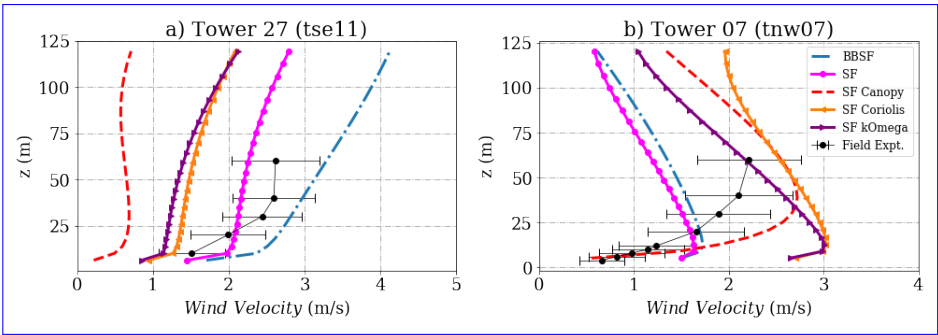 a) Tower 27 (tse11)
125
100
75
50
25
z (m)
0
1
2
3
4
5
Wind Velocity (m/s)
b) Tower 07 (tnw07)
125
100
75
50
25
0
z (m)
0
1
2
3
4
Wind Velocity (m/s)
BBSF
SF
SF Canopy
SF Coriolis
SF kOmega
Field Expt.